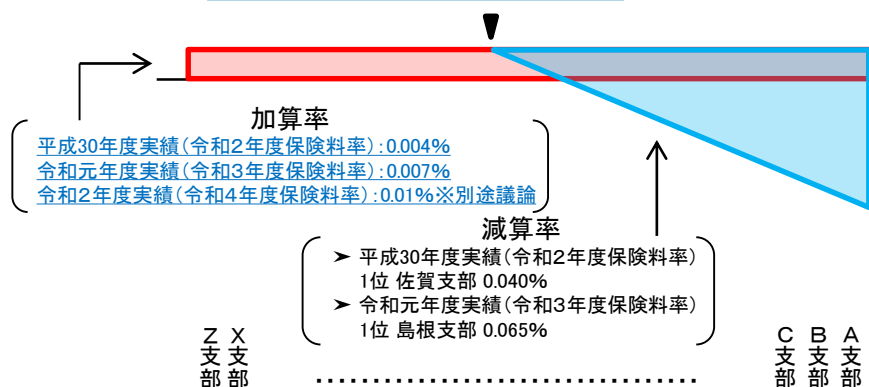 加算率
平成30年度実績(令和2年度保険料率):0.004%
令和元年度実績(令和3年度保険料率):0.007%
令和2年度実績(令和4年度保険料率):0.01%※別途議論
減算率
➤ 平成30年度実績(令和2年度保険料率)
1位 佐賀支部 0.040%
➤ 令和元年度実績(令和3年度保険料率)
1位 島根支部 0.065%
Z支部
X支部
‥‥‥‥‥‥‥‥‥‥‥‥
C支部
B支部
A支部